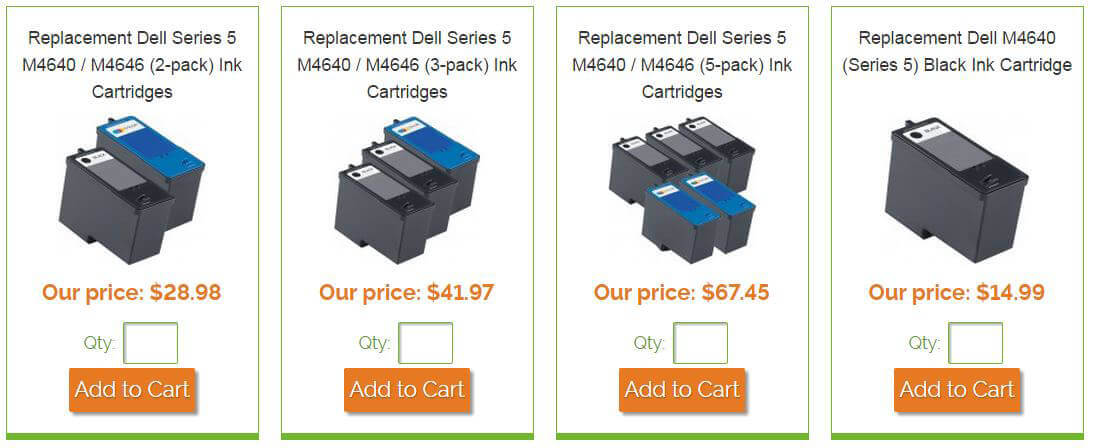 Replacement Dell Series 5
M4640 / M4646 (2-pack) Ink
Cartridges
Our price: $28.98
Qty:
Add to Cart
Replacement Dell Series 5
M4640 / M4646 (3-pack) Ink
Cartridges
Our price: $41.97
Qty:
Add to Cart
Replacement Dell Series 5
M4640 / M4646 (5-pack) Ink
Cartridges
Our price: $67.45
Qty:
Add to Cart
Replacement Dell M4640
(Series 5) Black Ink Cartridge
BLACK
Our price: $14.99
Qty:
Add to Cart